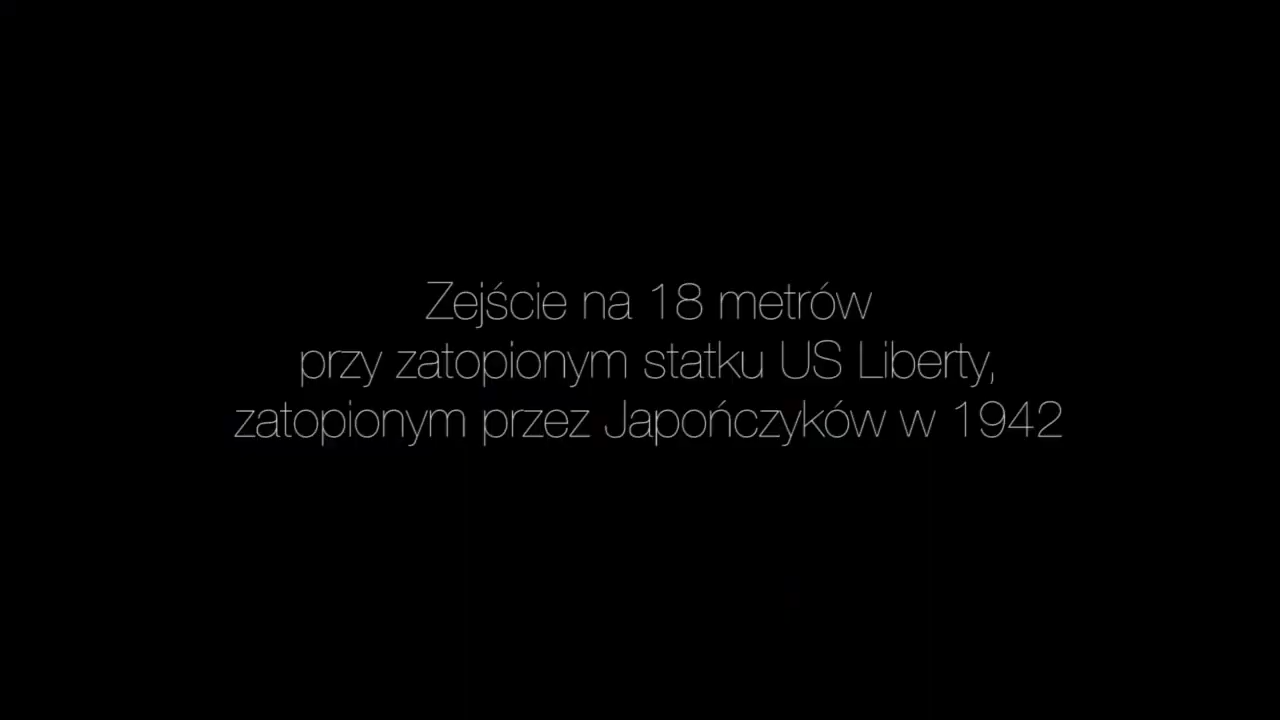 Zejście na 18 metrów
przy zatopionym statku US Liberty,
zatopionym przez Japończyków w 1942